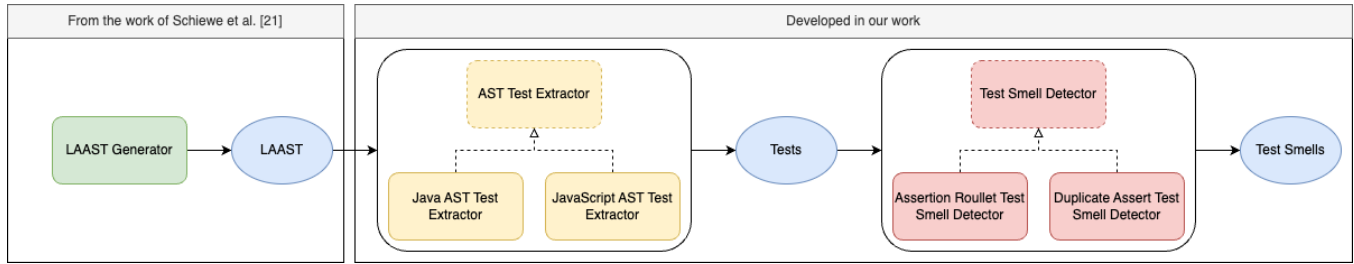 From the work of Schiewe et al. [21]
Developed in our work
AST Test Extractor
Test Smell Detector
LAAST Generator
LAAST
Tests
Test Smells
Java AST Test
Extractor
JavaScript AST Test
Extractor
Assertion Roullet Test
Smell Detector
Duplicate Assert Test
Smell Detector